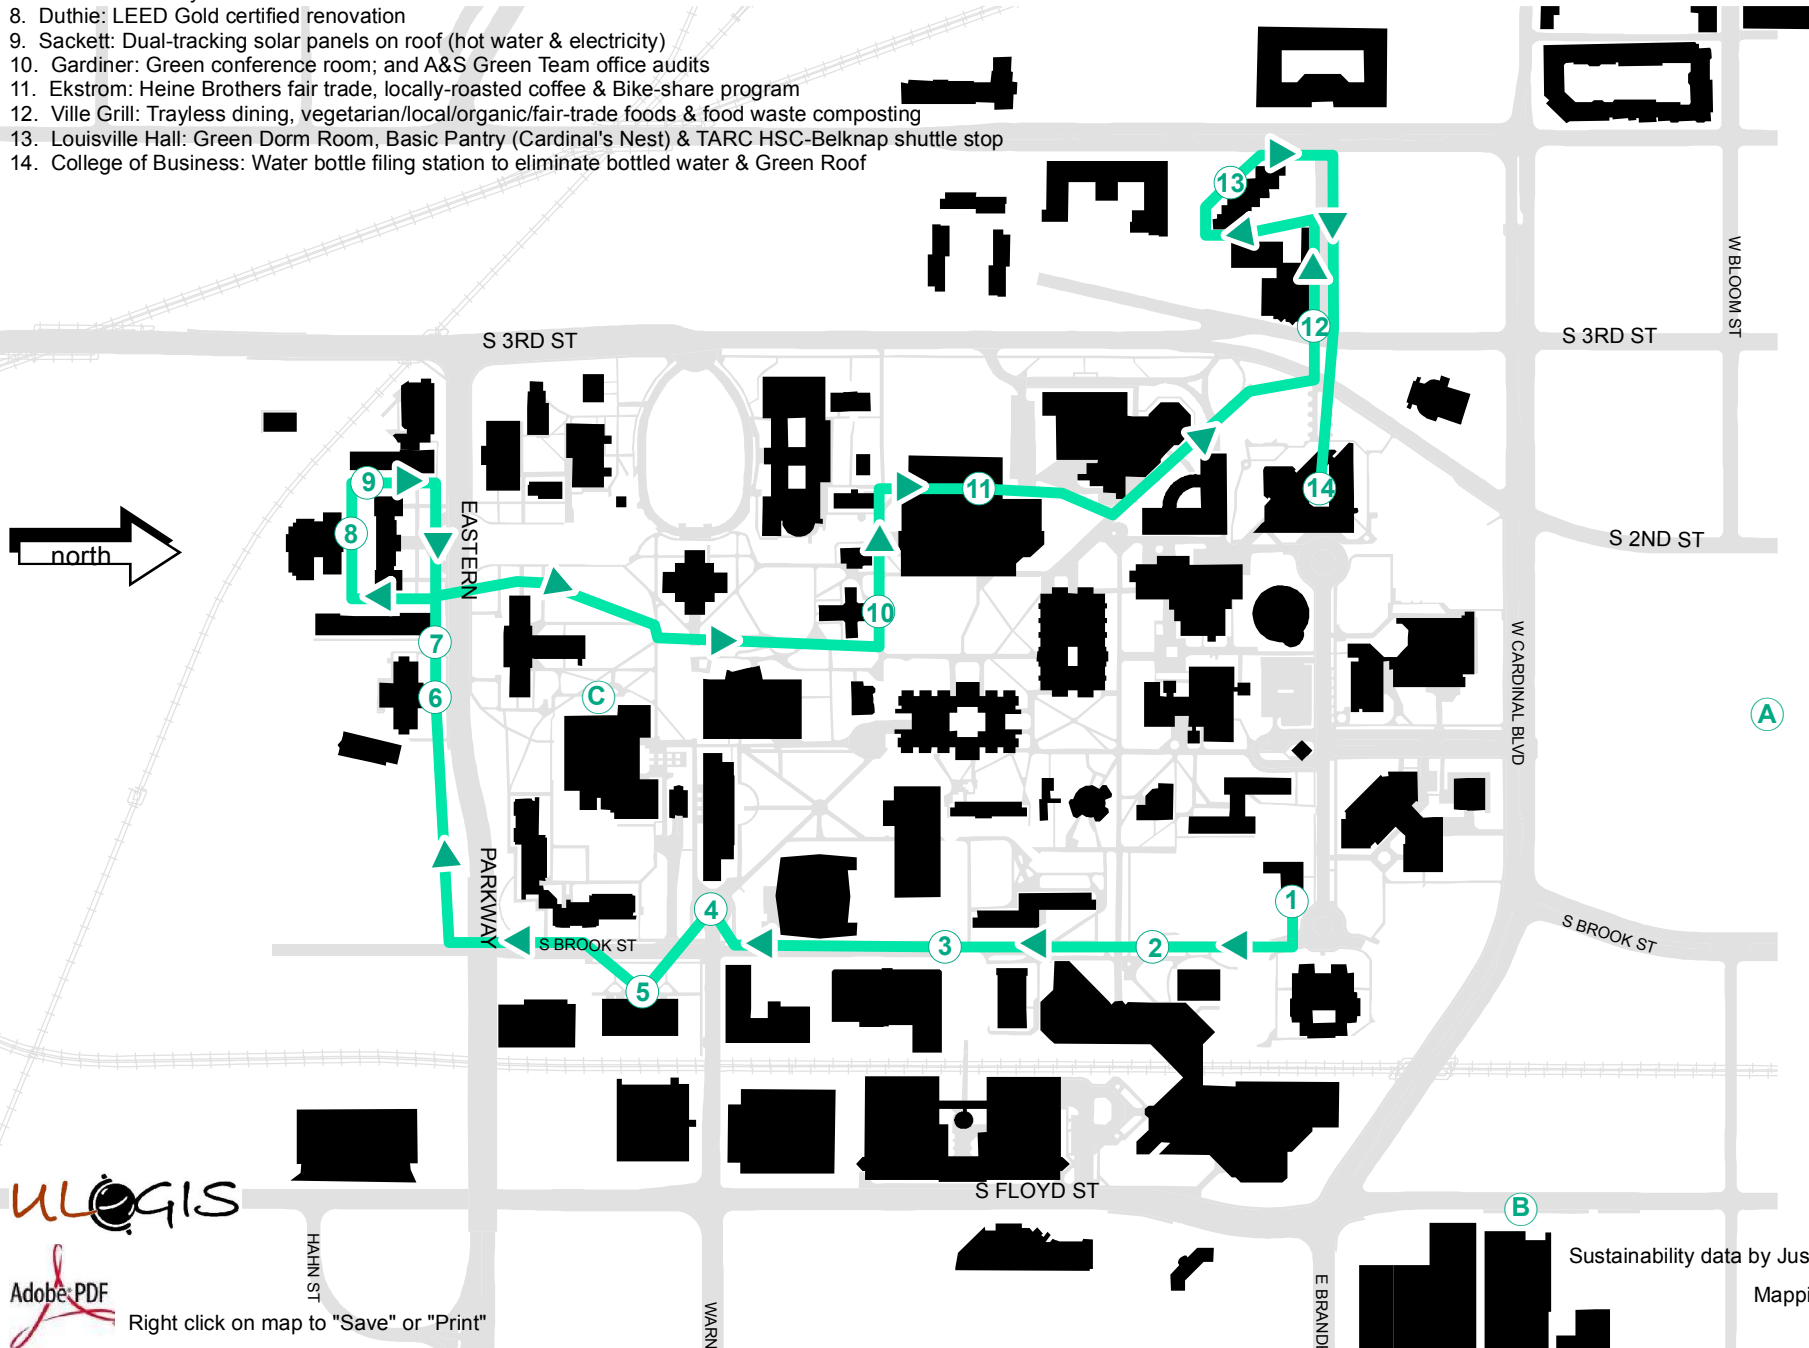 8. Duthie: LEED Gold certified renovation
9. Sackett: Dual-tracking solar panels on roof (hot water & electricity)
10. Gardiner: Green conference room; and A&S Green Team office audits
11. Ekstrom: Heine Brothers fair trade, locally-roasted coffee & Bike-share program
12. Ville Grill: Trayless dining, vegetarian/local/organic/fair-trade foods & food waste composting
13. Louisville Hall: Green Dorm Room, Basic Pantry (Cardinal's Nest) & TARC HSC-Belknap shuttle stop
14. College of Business: Water bottle filing station to eliminate bottled water & Green Roof
13
W BLOOM ST
12
S 3RD ST
S 3RD ST
9
11
14
EASTERN
8
north
S 2ND ST
10
7
W CARDINAL BLVD
6
C
A
PARKWAY
4
1
S BROOK ST
3
2
S BROOK ST
5
S FLOYD ST
B
ULOGIS
HAHN ST
Sustainability data by Jus
Adobe PDF
E BRAND
Mappi
WARN
Right click on map to "Save" or "Print"